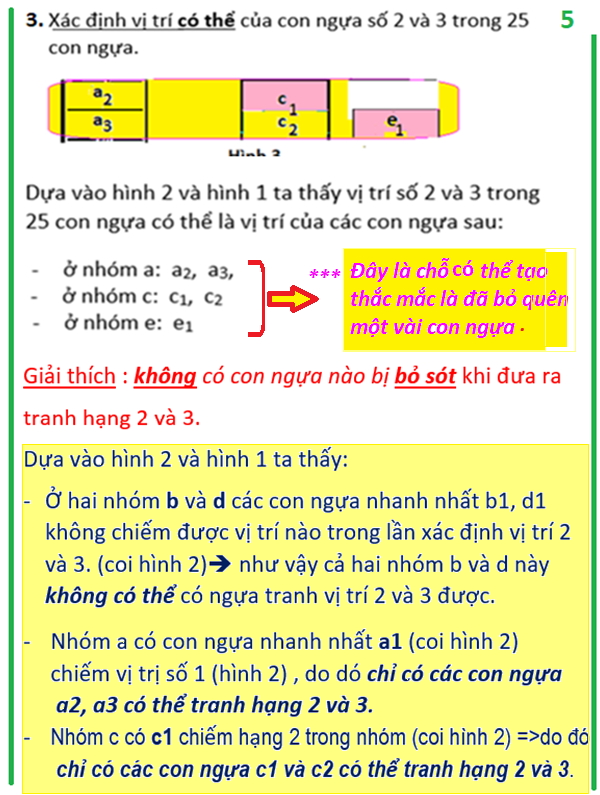 3. Xác định vị trí có thể của con ngựa số 2 và 3 trong 25 5
con ngựa.
a2 c1
a3 c2 e1
Hình 3
Dựa vào hình 2 và hình 1 ta thấy vị trí số 2 và 3 trong
25 con ngựa có thể là vị trí của các con ngựa sau:
- ở nhóm a: a2, a3,
- ở nhóm c: c1, c2
- ở nhóm e: e1
*** Đây là chỗ có thể tạo
thắc mắc là đã bỏ quên
một vài con ngựa .
Giải thích : không có con ngựa nào bị bỏ sót khi đưa ra
tranh hạng 2 và 3.
Dựa vào hình 2 và hình 1 ta thấy:
- Ở hai nhóm b và d các con ngựa nhanh nhất b1, d1
không chiếm được vị trí nào trong lần xác định vị trí 2
và 3. (coi hình 2)➔ như vậy cả hai nhóm b và d này
không có thể có ngựa tranh vị trí 2 và 3 được.
- Nhóm a có con ngựa nhanh nhất a1 (coi hình 2)
chiếm vị trị số 1 (hình 2) , do dó chỉ có các con ngựa
a2, a3 có thể tranh hạng 2 và 3.
- Nhóm c có c1 chiếm hạng 2 trong nhóm (coi hình 2) =>do đó
chỉ có các con ngựa c1 và c2 có thể tranh hạng 2 và 3.